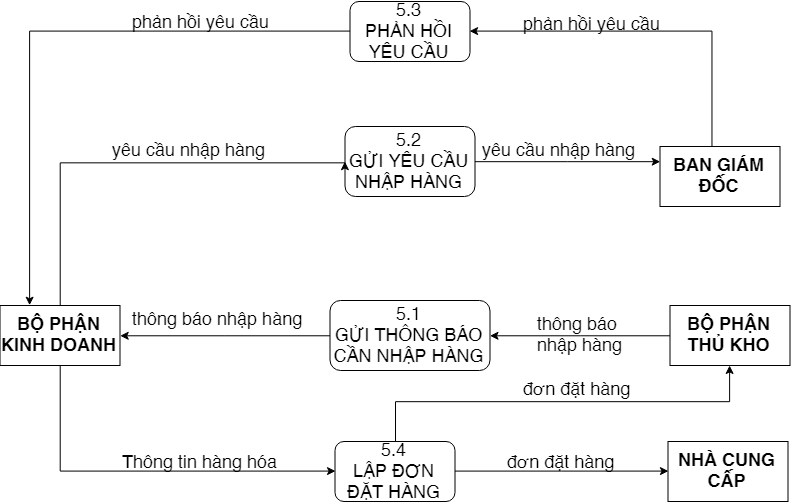 5.3
PHẢN HỒI
YÊU CẦU
phản hồi yêu cầu
phản hồi yêu cầu
5.2
GỬI YÊU CẦU
NHẬP HÀNG
yêu cầu nhập hàng
yêu cầu nhập hàng
BAN GIÁM
ĐỐC
BỘ PHẬN
KINH DOANH
thông báo nhập hàng
5.1
GỬI THÔNG BÁO
CẦN NHẬP HÀNG
thông báo
nhập hàng
BỘ PHẬN
THỦ KHO
đơn đặt hàng
Thông tin hàng hóa
5.4
LẬP ĐƠN
ĐẶT HÀNG
đơn đặt hàng
NHÀ CUNG
CẤP